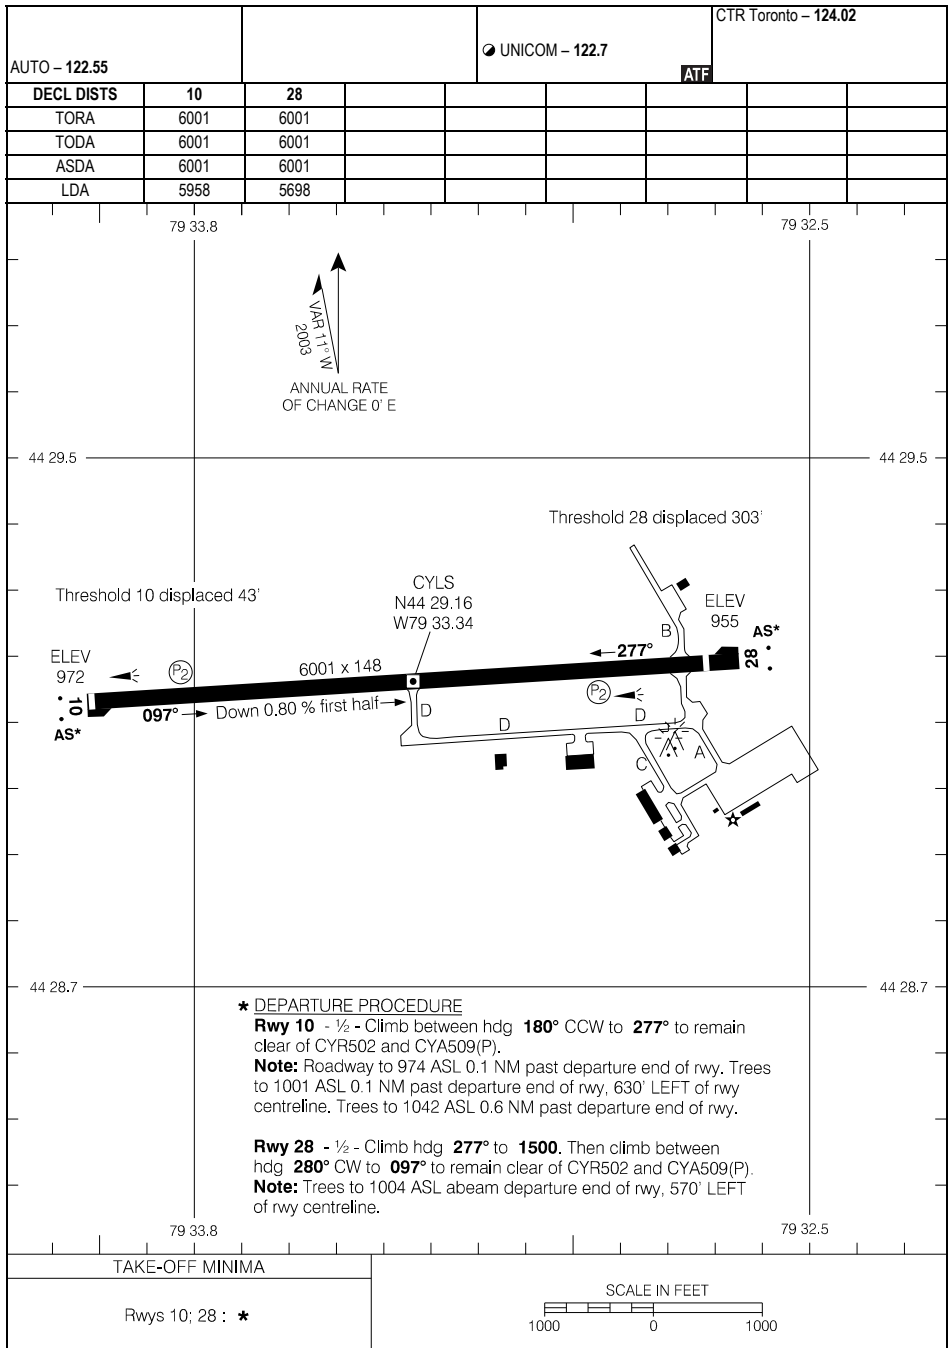 CTR Toronto – 124.02
UNICOM – 122.7
AUTO – 122.55
ATF
DECL DISTS 10 28
TORA 6001 6001
TODA 6001 6001
ASDA 6001 6001
LDA 5958 5698
79 33.8 79 32.5
VAR 11° W
2003
ANNUAL RATE
OF CHANGE 0' E
44 29.5 44 29.5
Threshold 28 displaced 303'
Threshold 10 displaced 43'
CYLS
N44 29.16
W79 33.34
ELEV
955
B
AS*
28
277°
ELEV
972
P2
6001 x 148
10
097°
Down 0.80 % first half
P2
D
D
D
AS*
C
A
44 28.7 44 28.7
* DEPARTURE PROCEDURE
Rwy 10 - ½ - Climb between hdg 180° CCW to 277° to remain
clear of CYR502 and CYA509(P).
Note: Roadway to 974 ASL 0.1 NM past departure end of rwy. Trees
to 1001 ASL 0.1 NM past departure end of rwy, 630' LEFT of rwy
centreline. Trees to 1042 ASL 0.6 NM past departure end of rwy.
Rwy 28 - ½ - Climb hdg 277° to 1500. Then climb between
hdg 280° CW to 097° to remain clear of CYR502 and CYA509(P).
Note: Trees to 1004 ASL abeam departure end of rwy, 570' LEFT
of rwy centreline.
79 33.8 79 32.5
TAKE-OFF MINIMA
Rwys 10; 28 : *
SCALE IN FEET
1000 0 1000